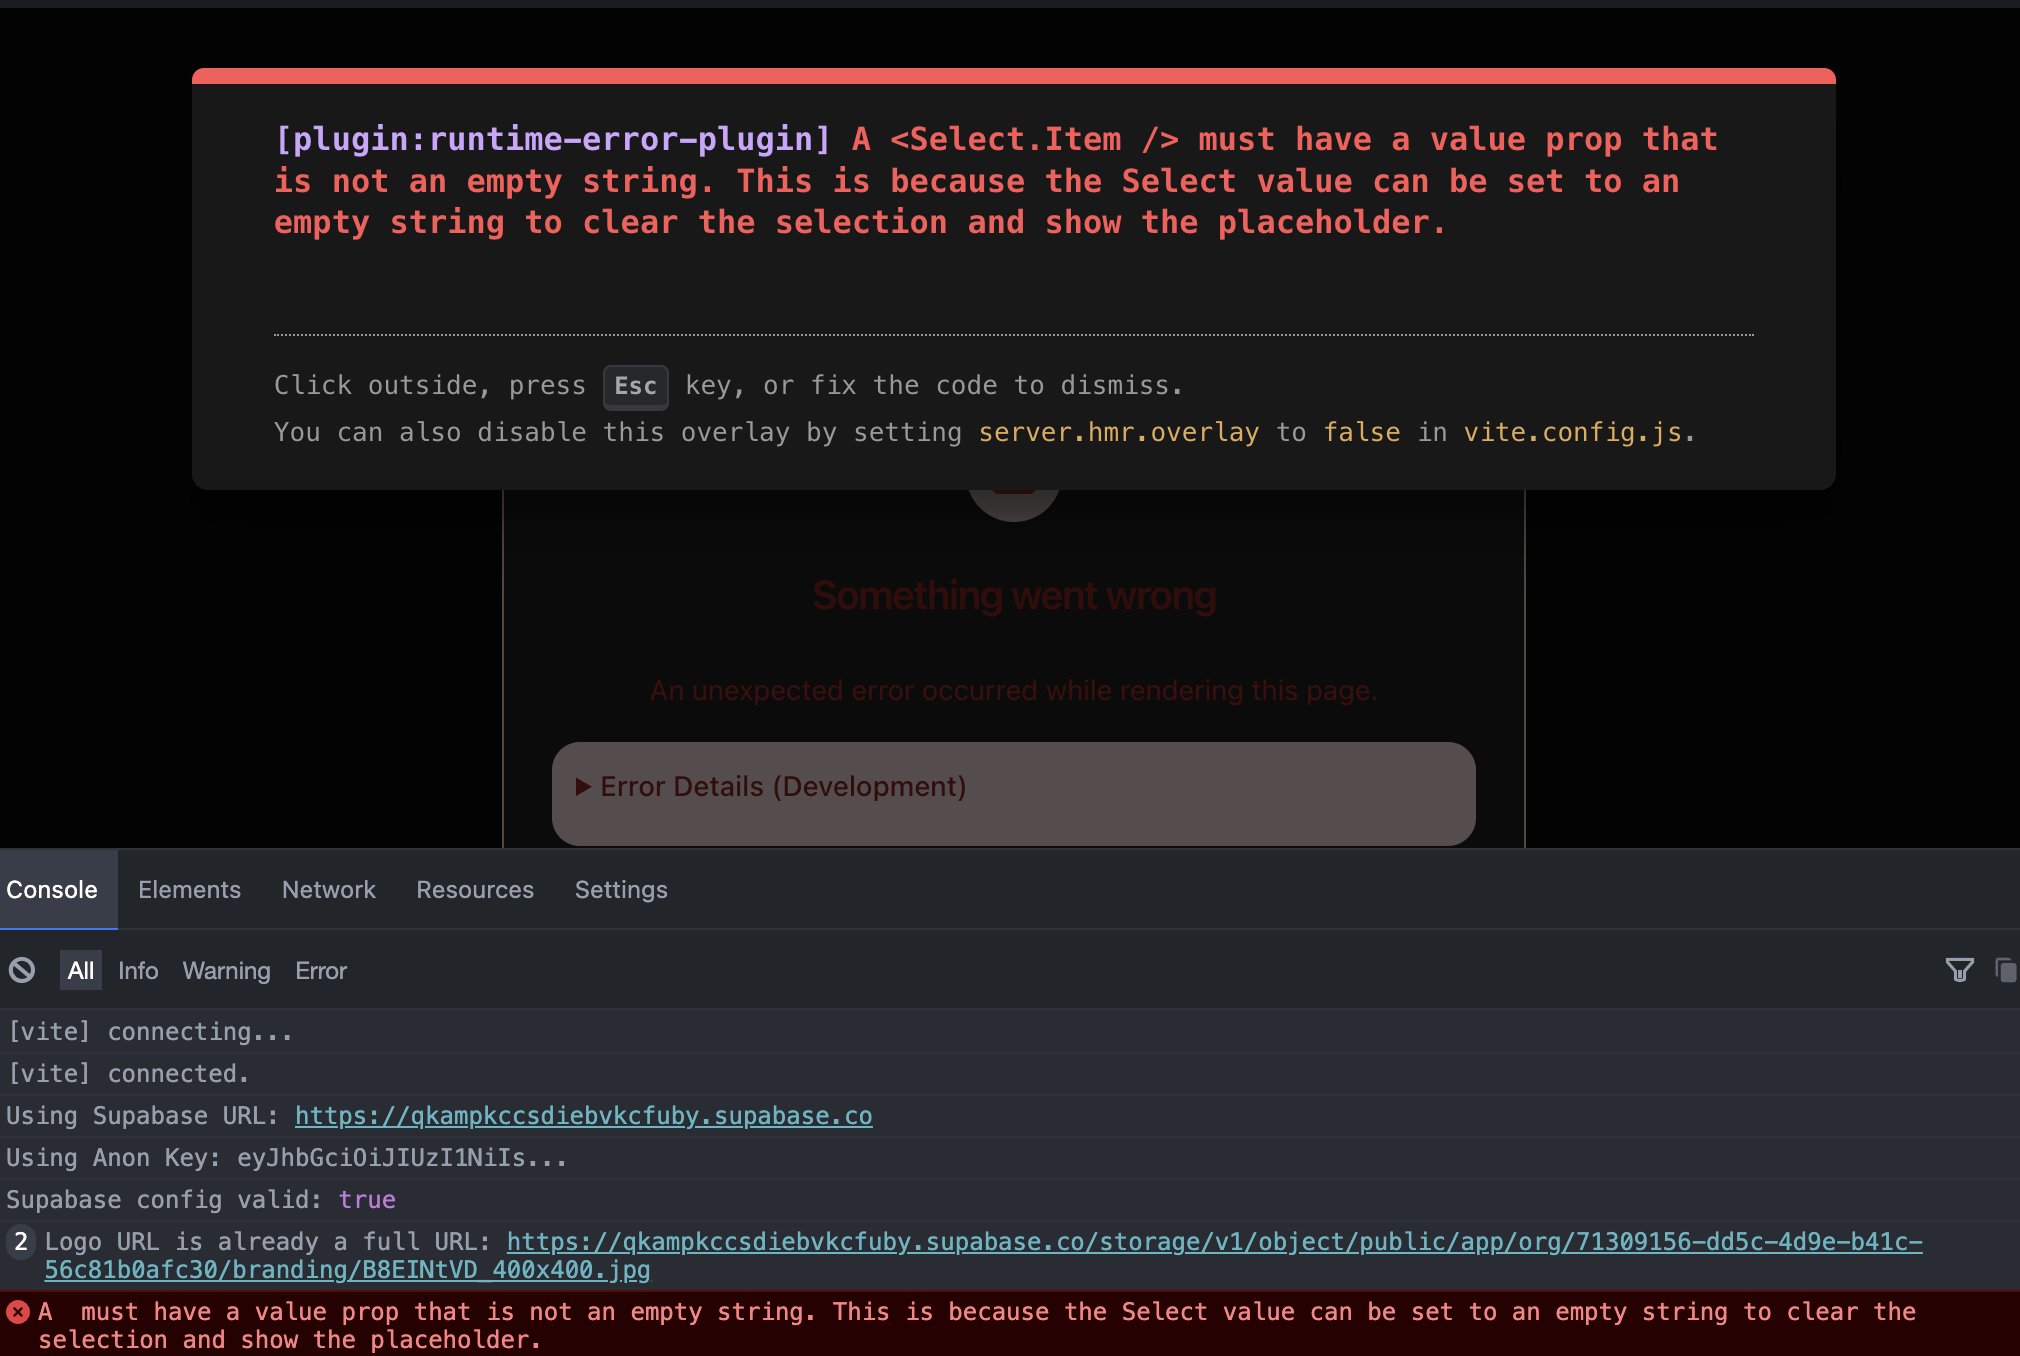 [plugin:runtime-error-plugin] A <Select.Item /> must have a value prop that
is not an empty string. This is because the Select value can be set to an
empty string to clear the selection and show the placeholder.
Click outside, press Esc key, or fix the code to dismiss.
You can also disable this overlay by setting server.hmr.overlay to false in vite.config.js.
Something went wrong
An unexpected error occurred while rendering this page.
▶ Error Details (Development)
Console Elements Network Resources Settings
All Info Warning Error
[vite] connecting...
[vite] connected.
Using Supabase URL: https://qkampkccsdiebvkcfuby.supabase.co
Using Anon Key: eyJhbGciOiJIUzI1NiIs...
Supabase config valid: true
2 Logo URL is already a full URL: https://qkampkccsdiebvkcfuby.supabase.co/storage/v1/object/public/app/org/71309156-dd5c-4d9e-b41c-
56c81b0afc30/branding/B8EINtVD_400x400.jpg
A  must have a value prop that is not an empty string. This is because the Select value can be set to an empty string to clear the
selection and show the placeholder.